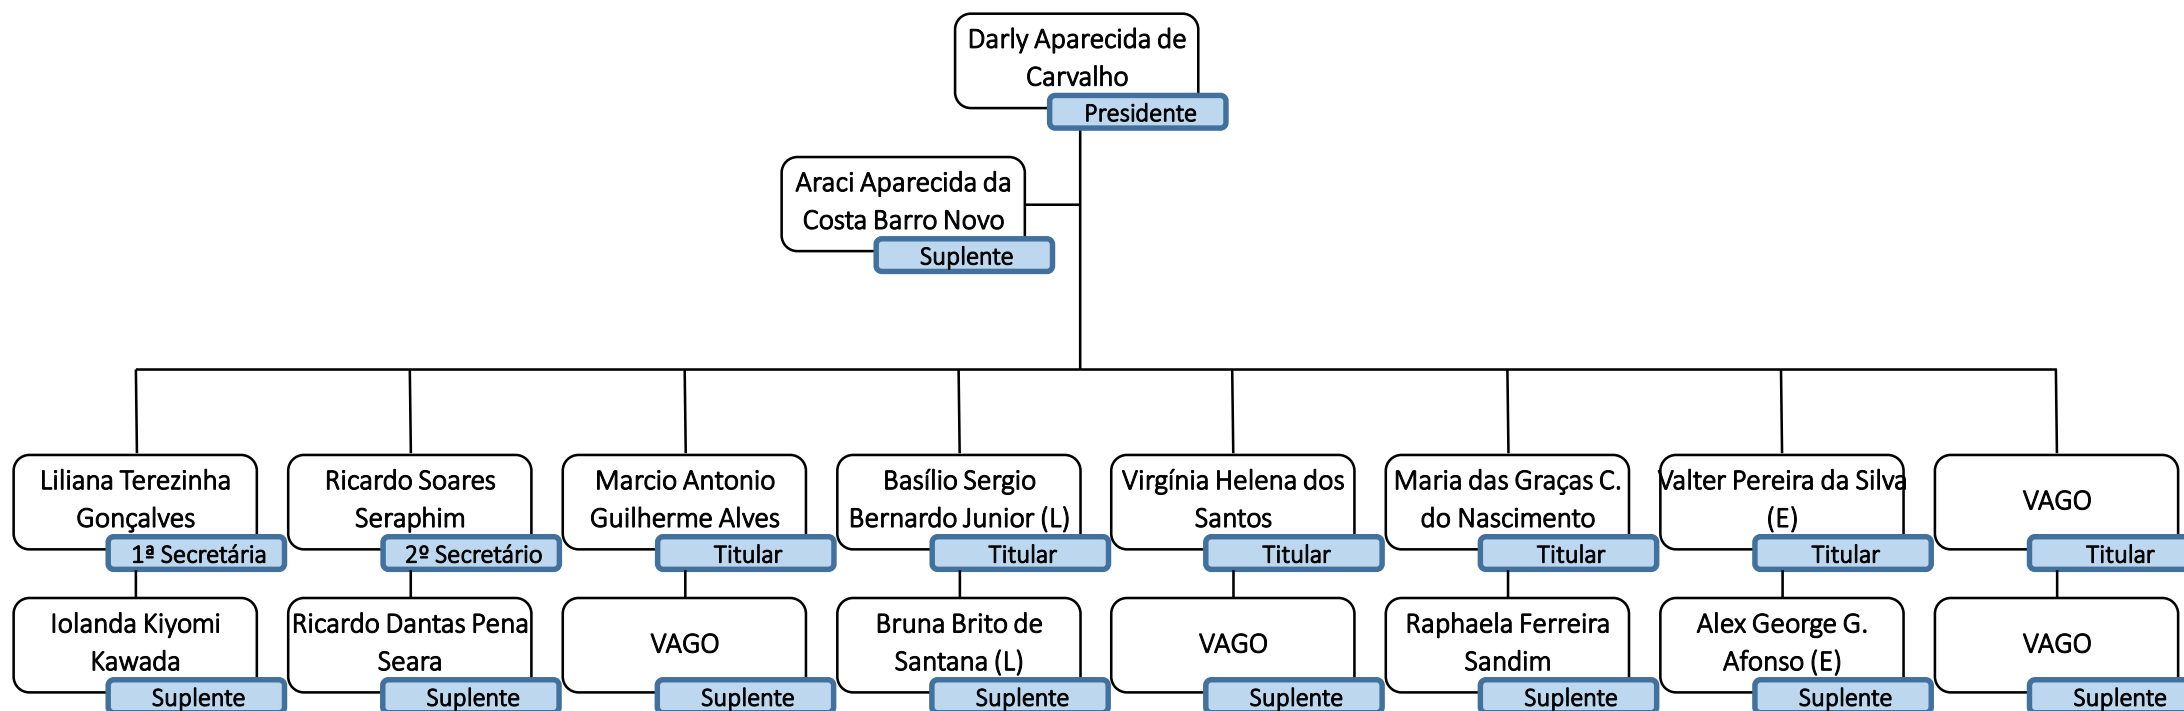 Darly Aparecida de
Carvalho
Presidente
Araci Aparecida da
Costa Barro Novo
Suplente
Liliana Terezinha
Gonçalves
1ª Secretária
Ricardo Soares
Seraphim
2º Secretário
Marcio Antonio
Guilherme Alves
Titular
Basílio Sergio
Bernardo Junior (L)
Titular
Virgínia Helena dos
Santos
Titular
Maria das Graças C.
do Nascimento
Titular
Valter Pereira da Silva
(E)
Titular
VAGO
Titular
Iolanda Kiyomi
Kawada
Suplente
Ricardo Dantas Pena
Seara
Suplente
VAGO
Suplente
Bruna Brito de
Santana (L)
Suplente
VAGO
Suplente
Raphaela Ferreira
Sandim
Suplente
Alex George G.
Afonso (E)
Suplente
VAGO
Suplente